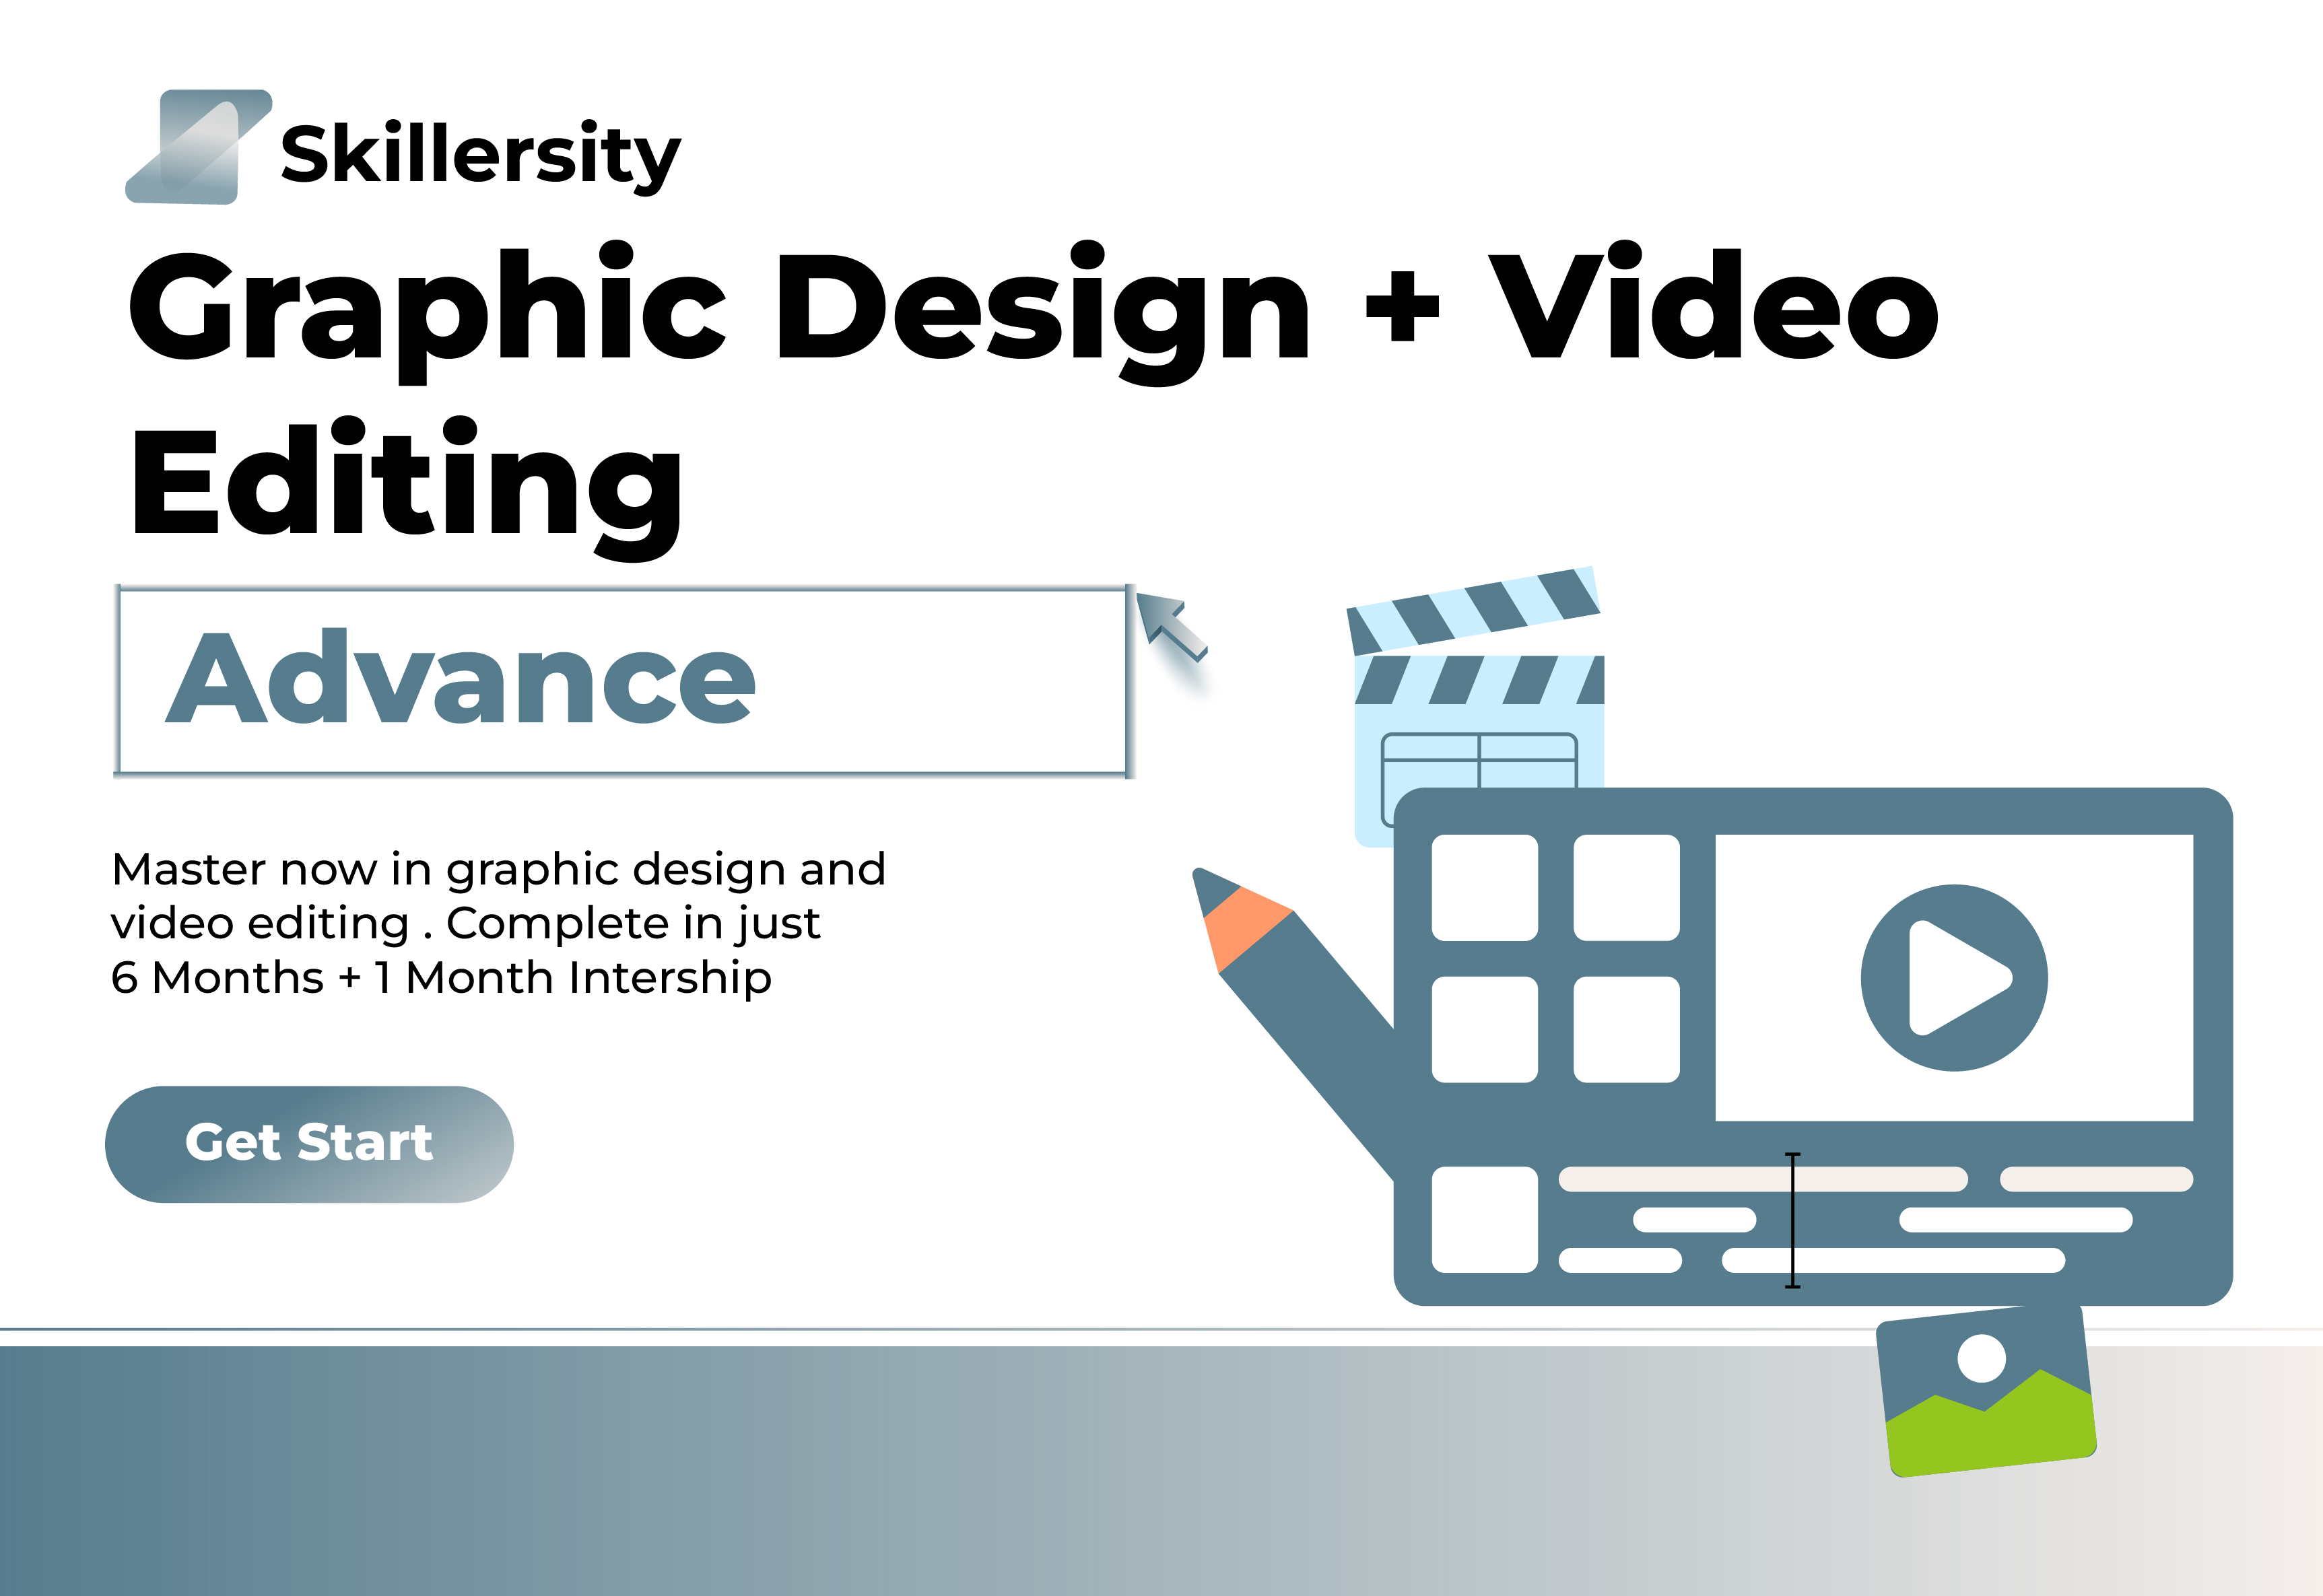 Skillersity
Graphic Design + Video
Editing
Advance
Master now in graphic design and
video editing . Complete in just
6 Months + 1 Month Intership
Get Start